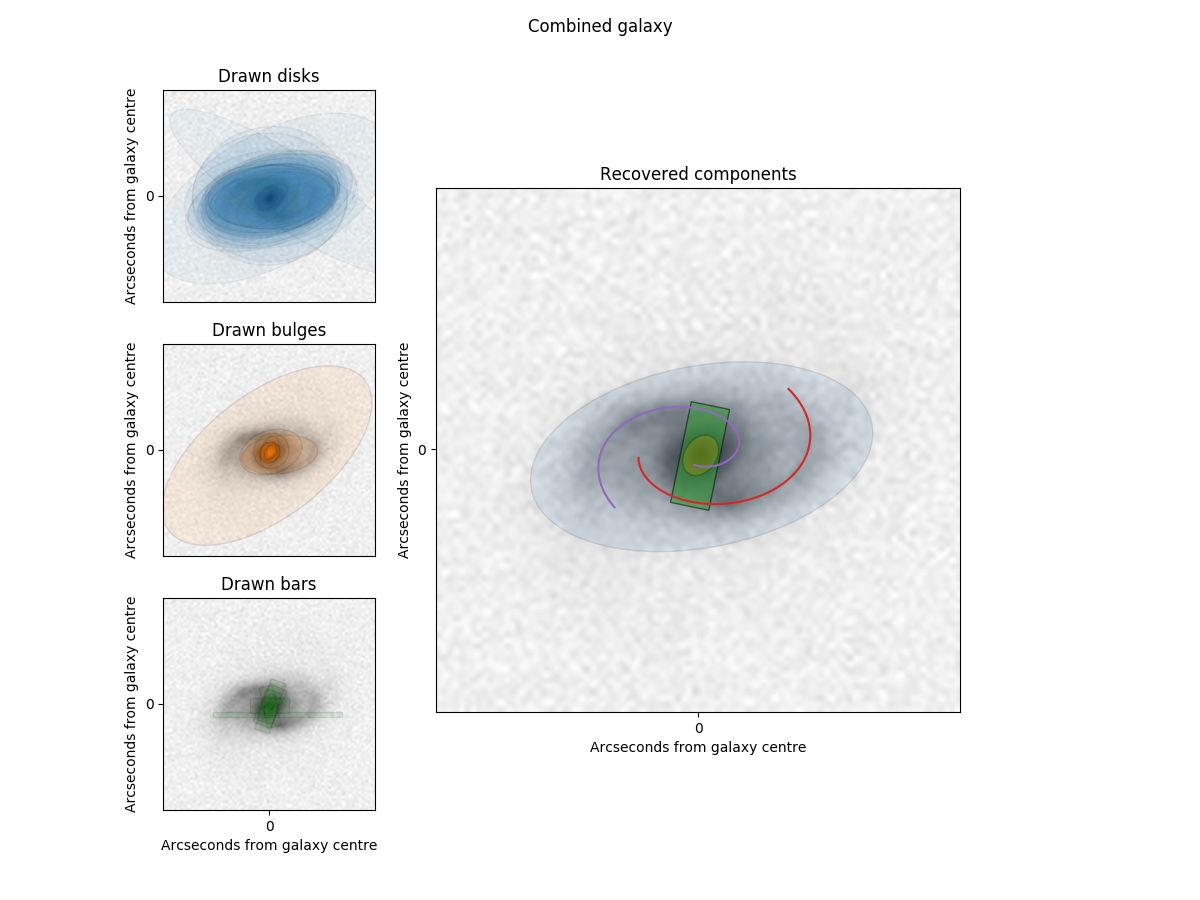 Combined galaxy
Drawn disks
Arcseconds from galaxy centre
0
Drawn bulges
Arcseconds from galaxy centre
0
Drawn bars
Arcseconds from galaxy centre
0
0
Arcseconds from galaxy centre
Recovered components
Arcseconds from galaxy centre
0
0
Arcseconds from galaxy centre